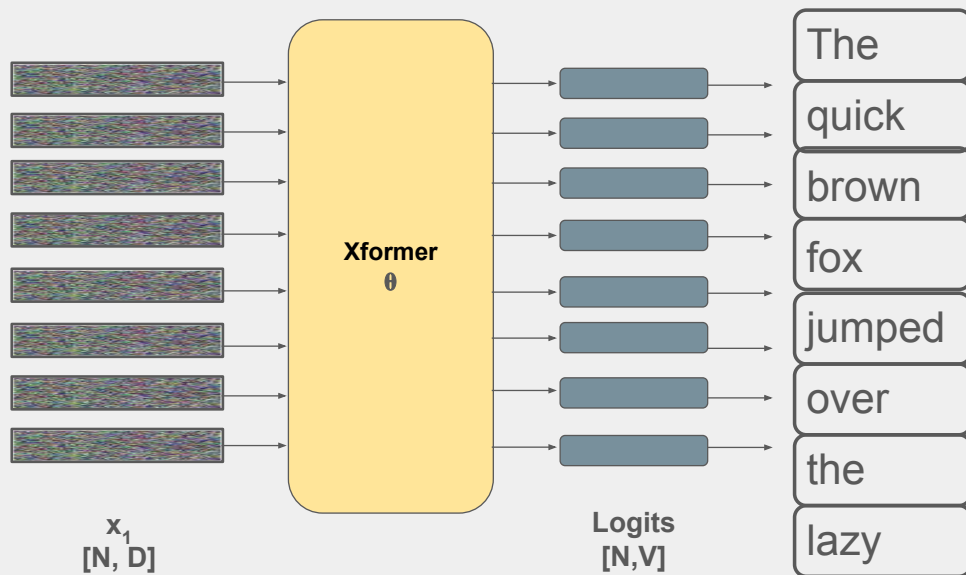 The
quick
brown
fox
jumped
over
the
lazy
Xformer
θ
x₁
[N, D]
Logits
[N,V]